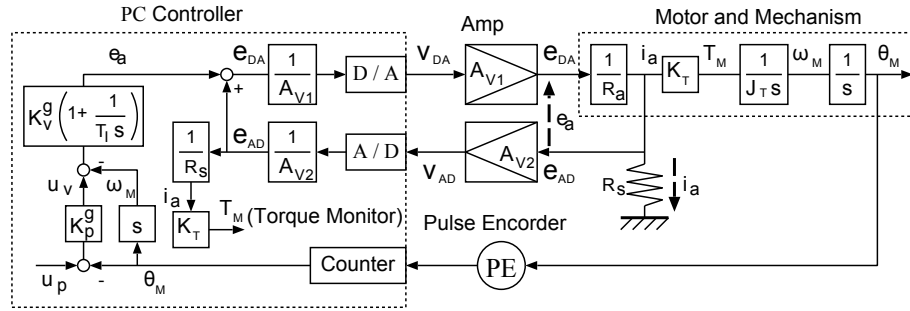 PC Controller
Amp
Motor and Mechanism
e_a
e_DA
1 / A_V1
D / A
v_DA
A_V1
e_DA
1 / R_a
i_a
K_T
T_M
1 / J_T s
ω_M
1 / s
θ_M
K_v^g ( 1 + 1 / T_I s )
+
e_a
1 / R_s
e_AD
1 / A_V2
A / D
v_AD
A_V2
e_AD
R_s
i_a
-
u_v
ω_M
i_a
T_M (Torque Monitor)
K_T
K_p^g
s
Pulse Encorder
Counter
PE
u_p
-
θ_M